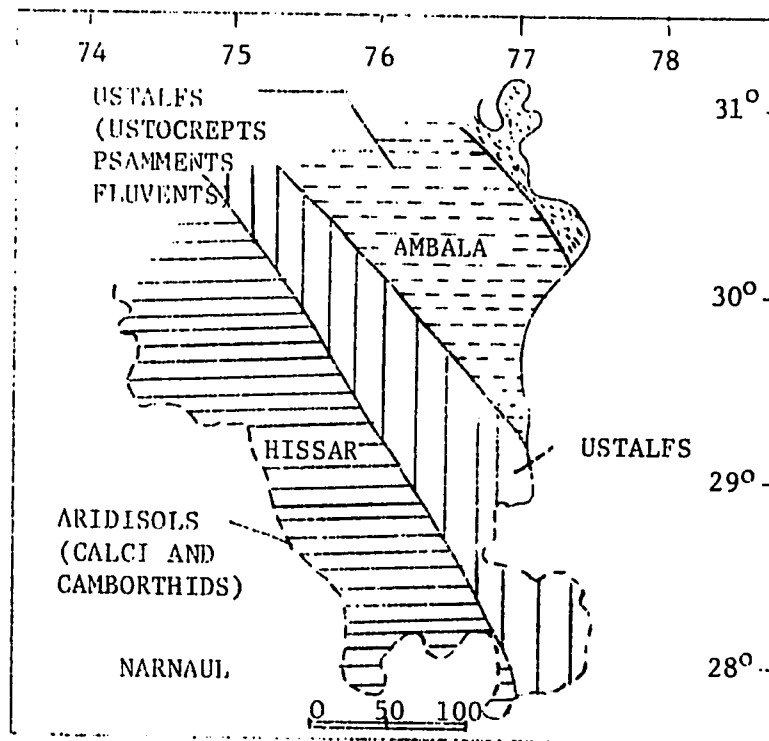 74 75 76 77 78
USTALFS
(USTOCREPTS
PSAMMENTS
FLUVENTS)
31°
AMBALA
30°
HISSAR
USTALFS
29°
ARIDISOLS
(CALCI AND
CAMBORTHIDS)
NARNAUL
28°
0 50 100